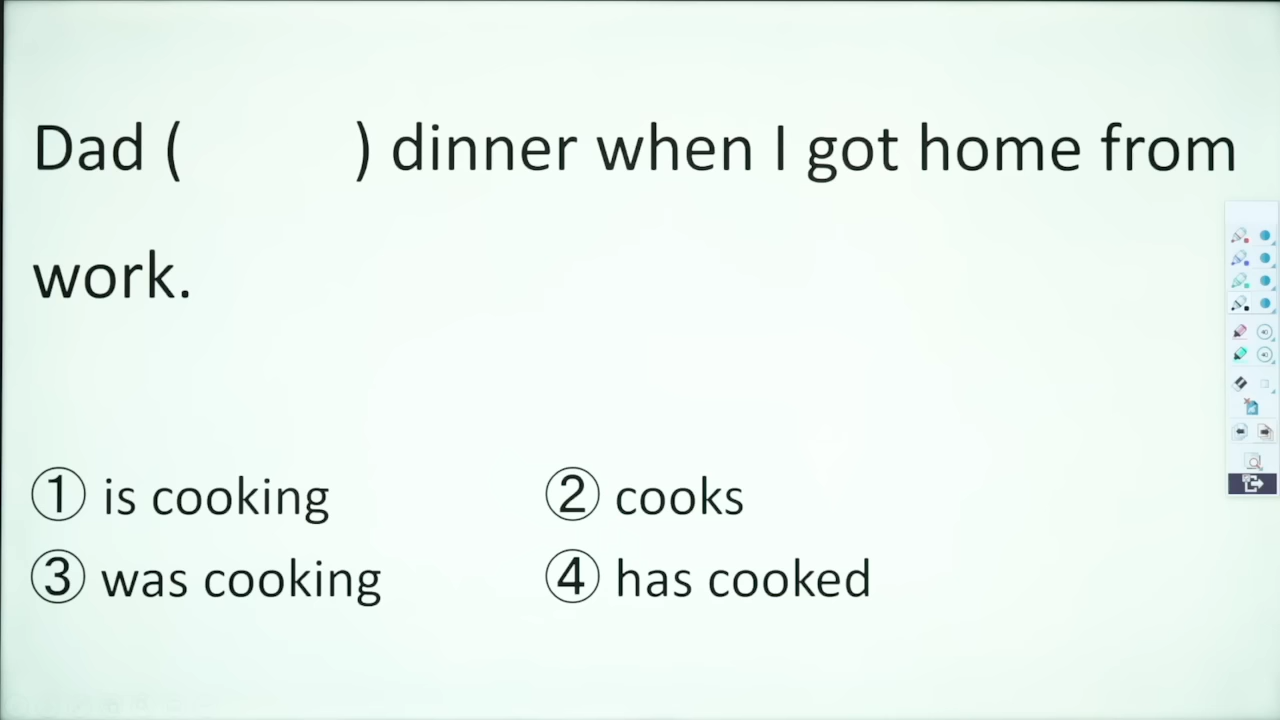 Dad (          ) dinner when I got home from
work.
① is cooking
② cooks
③ was cooking
④ has cooked